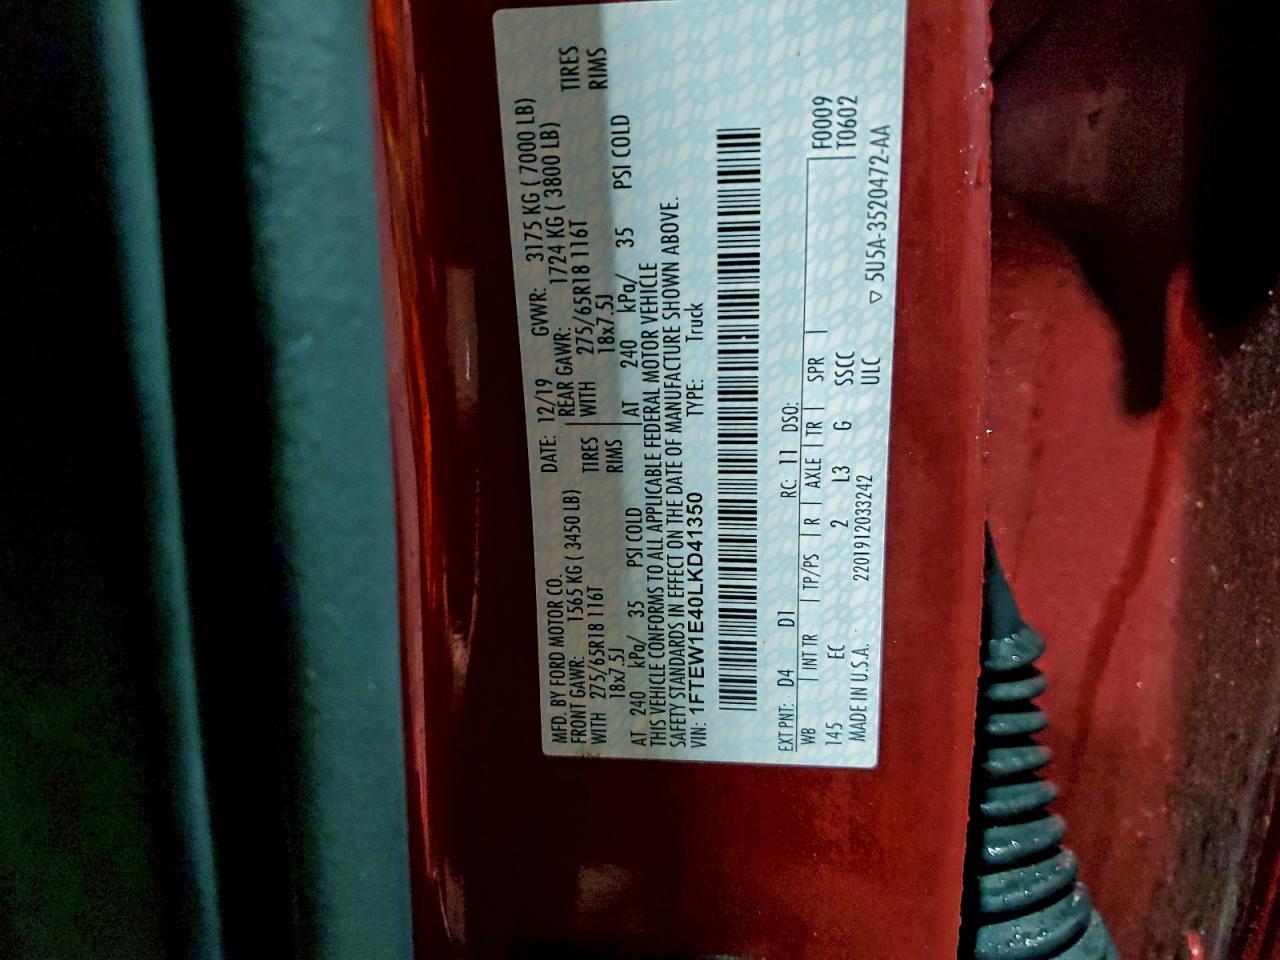 MFD. BY FORD MOTOR CO. DATE: 12/19 GVWR: 3175 KG ( 7000 LB)
FRONT GAWR: 1565 KG ( 3450 LB) REAR GAWR: 1724 KG ( 3800 LB)
WITH 275/65R18 116T TIRES WITH 275/65R18 116T TIRES
18x7.5J RIMS 18x7.5J RIMS
AT 240 kPa/ 35 PSI COLD AT 240 kPa/ 35 PSI COLD
THIS VEHICLE CONFORMS TO ALL APPLICABLE FEDERAL MOTOR VEHICLE
SAFETY STANDARDS IN EFFECT ON THE DATE OF MANUFACTURE SHOWN ABOVE.
VIN: 1FTEW1E40LKD41350 TYPE: Truck
EXT PNT: D4 D1 RC: 11 DSO: F0009
WB INT TR TP/PS R AXLE TR SPR T0602
145 EC 2 L3 G SSCC
MADE IN U.S.A. 2201912033242 ULC ▽ 5U5A-3520472-AA